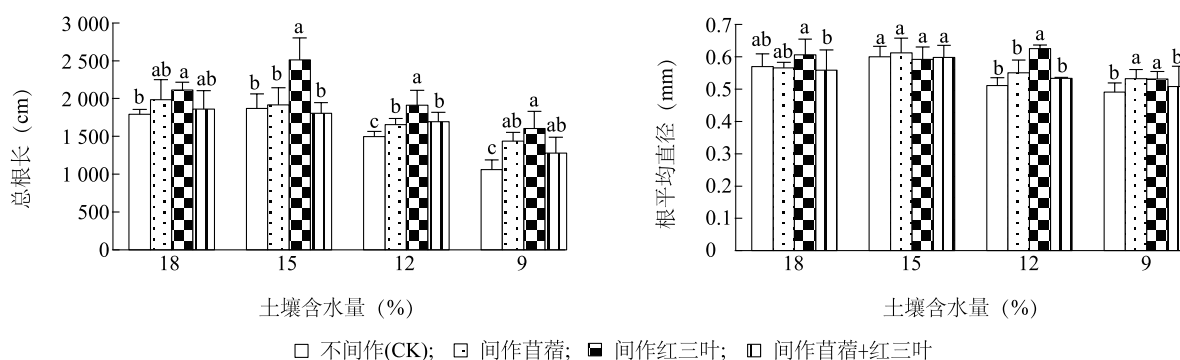 3 000
2 500
2 000
1 500
1 000
500
0
总根长 (cm)
b ab a ab
b b a b
c b a b
c ab a ab
18 15 12 9
土壤含水量 (%)
0.7
0.6
0.5
0.4
0.3
0.2
0.1
0
根平均直径 (mm)
ab ab a b
a a a a
b b a b
b a a b
18 15 12 9
土壤含水量 (%)
不间作(CK); 间作苜蓿; 间作红三叶; 间作苜蓿+红三叶